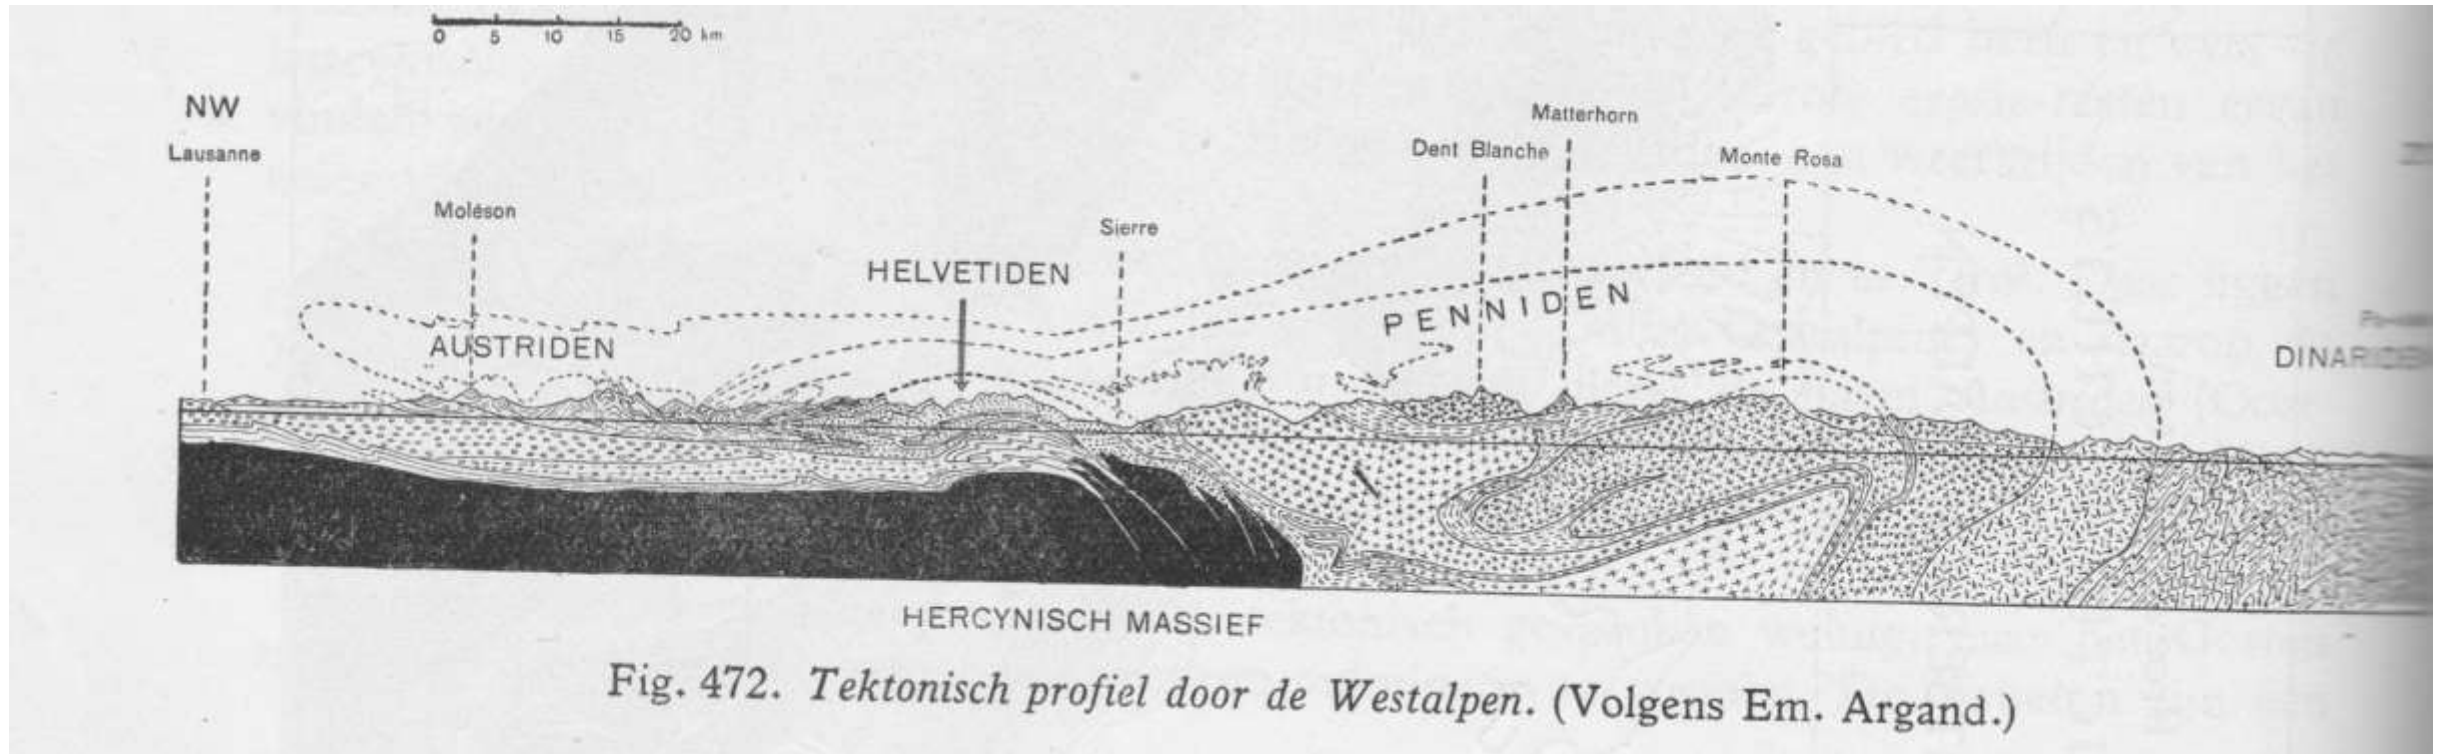 0 5 10 15 20 km
NW
Lausanne
Moléson
HELVETIDEN
Sierre
Matterhorn
Dent Blanche
Monte Rosa
AUSTRIDEN
PENNIDEN
HERCYNISCH MASSIEF
Fig. 472. Tektonisch profiel door de Westalpen. (Volgens Em. Argand.)